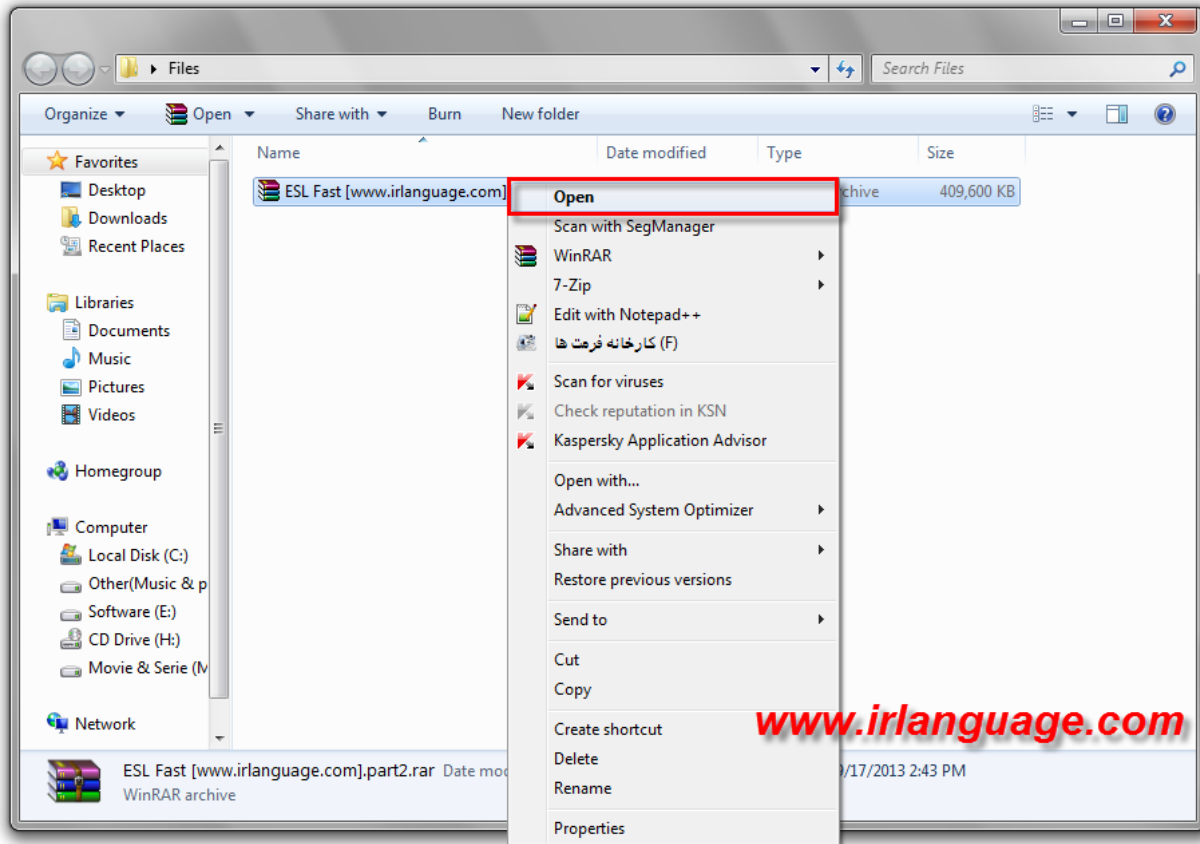 Files
Search Files
Organize
Open
Share with
Burn
New folder
Name
Date modified
Type
Size
Favorites
Desktop
Downloads
Recent Places
Libraries
Documents
Music
Pictures
Videos
Homegroup
Computer
Local Disk (C:)
Other(Music & p
Software (E:)
CD Drive (H:)
Movie & Serie (M
Network
ESL Fast [www.irlanguage.com]
chive
409,600 KB
Open
Scan with SegManager
WinRAR
7-Zip
Edit with Notepad++
کارخانه فرمت ها (F)
Scan for viruses
Check reputation in KSN
Kaspersky Application Advisor
Open with...
Advanced System Optimizer
Share with
Restore previous versions
Send to
Cut
Copy
Create shortcut
Delete
Rename
Properties
www.irlanguage.com
ESL Fast [www.irlanguage.com].part2.rar Date mod
/17/2013 2:43 PM
WinRAR archive